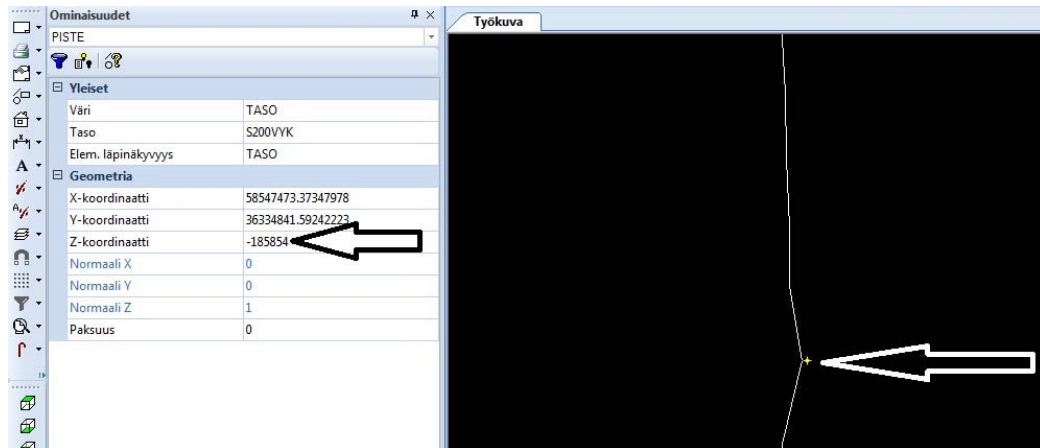 Ominaisuudet
Työkuva
PISTE
Yleiset
Väri TASO
Taso S200VYK
Elem. läpinäkyvyys TASO
Geometria
X-koordinaatti 58547473.37347978
Y-koordinaatti 36334841.59242223
Z-koordinaatti -185854
Normaali X 0
Normaali Y 0
Normaali Z 1
Paksuus 0